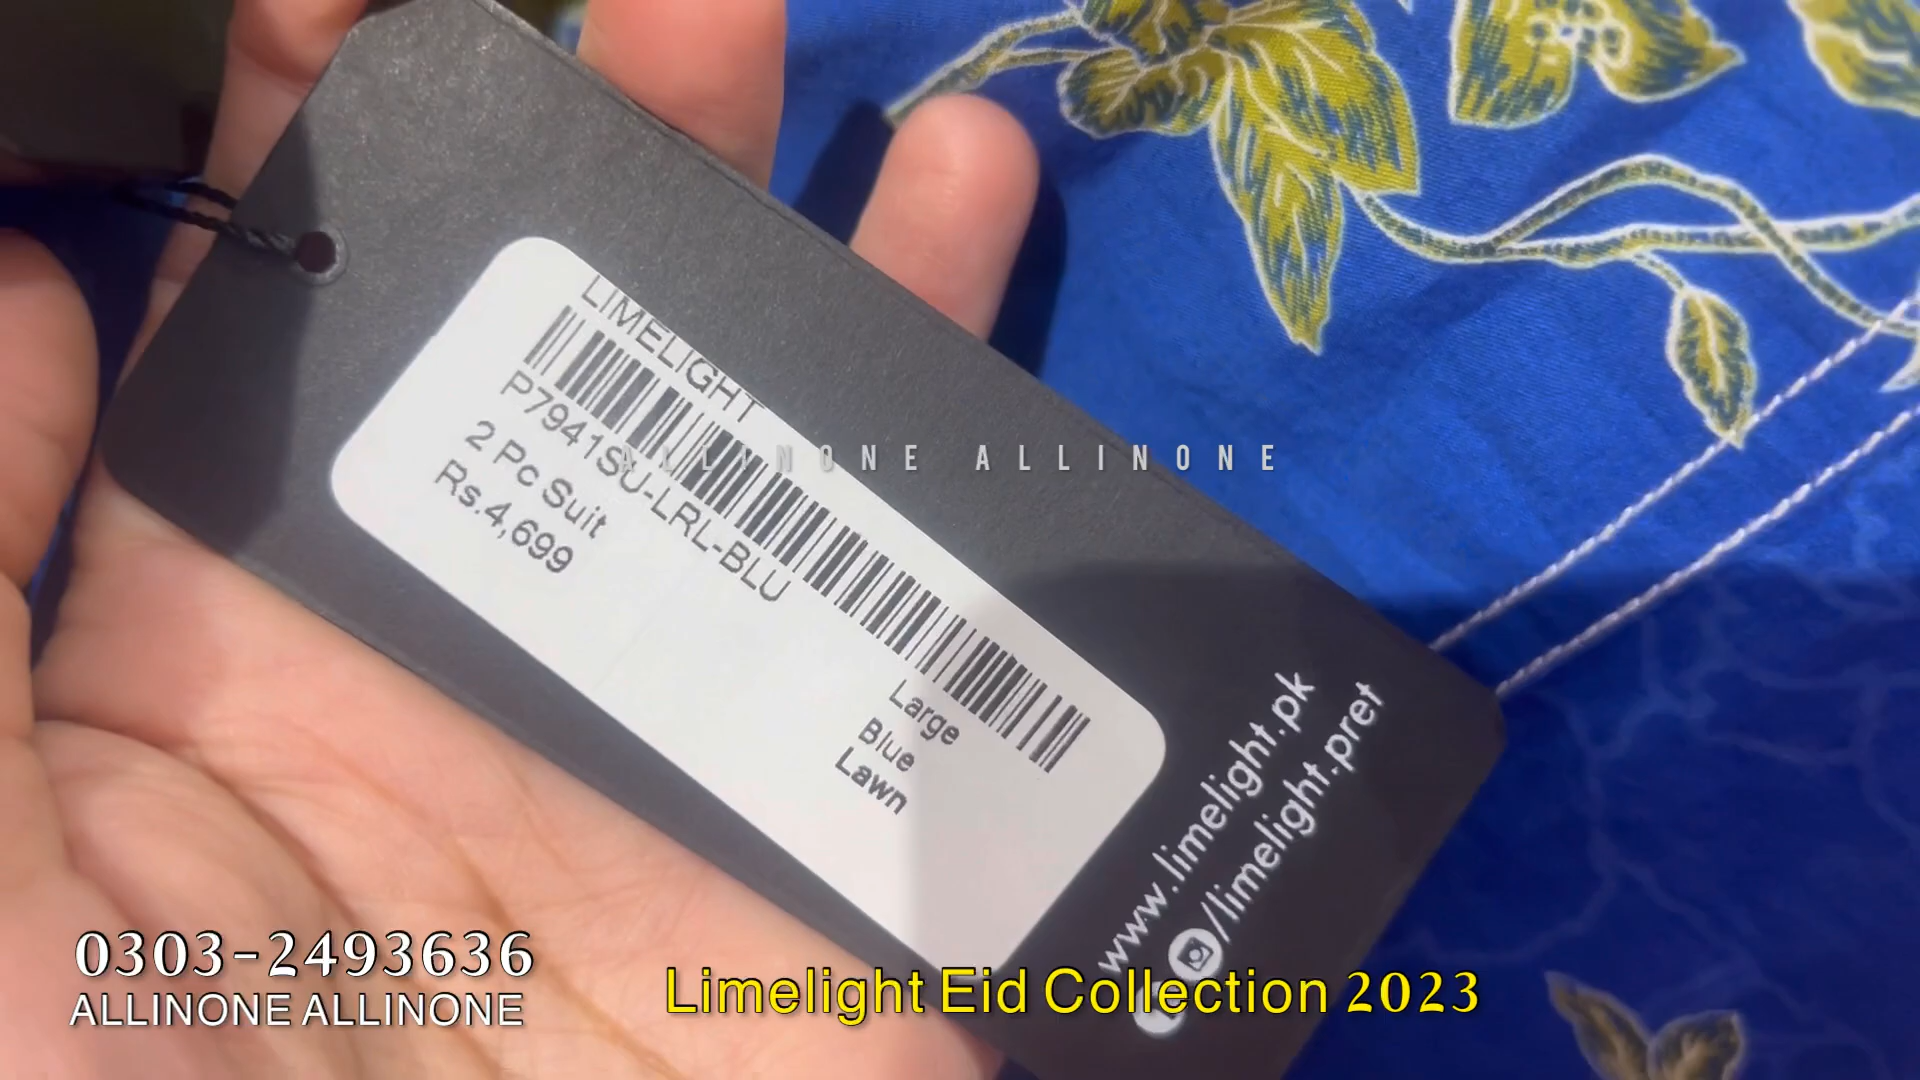 LIMELIGHT
P7941SU-LRL-BLU
2 Pc Suit
Rs.4,699
Large
Blue
Lawn
www.limelight.pk
/limelight.pret
ALLINONE ALLINONE
0303-2493636
ALLINONE ALLINONE
Limelight Eid Collection 2023